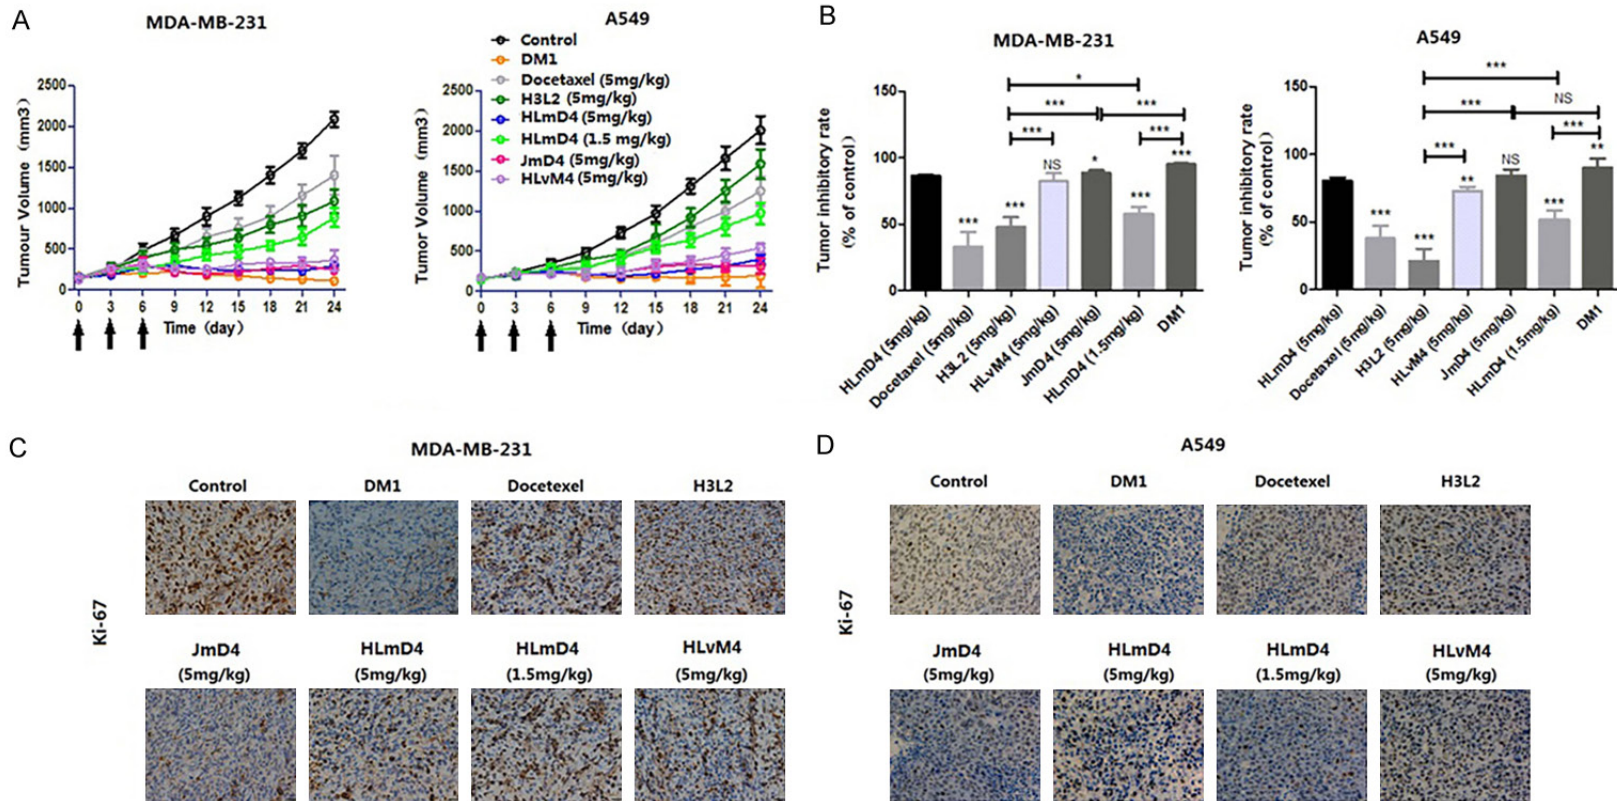 A
MDA-MB-231
Tumour Volume (mm3)
2500
2000
1500
1000
500
0
0 3 6 9 12 15 18 21 24
Time (day)
A549
Control
DM1
Docetaxel (5mg/kg)
H3L2 (5mg/kg)
HLmD4 (5mg/kg)
HLmD4 (1.5 mg/kg)
JmD4 (5mg/kg)
HLvM4 (5mg/kg)
Tumor Volume (mm3)
2500
2000
1500
1000
500
0
0 3 6 9 12 15 18 21 24
Time (day)
B
MDA-MB-231
Tumor inhibitory rate
(% of control)
150
100
50
0
*
*** ***
*** ***
*** *** NS * *** ***
HLmD4 (5mg/kg)
Docetaxel (5mg/kg)
H3L2 (5mg/kg)
HLvM4 (5mg/kg)
JmD4 (5mg/kg)
HLmD4 (1.5mg/kg)
DM1
A549
Tumor inhibitory rate
(% of control)
150
100
50
0
***
*** NS
*** ***
*** *** ** NS *** **
HLmD4 (5mg/kg)
Docetaxel (5mg/kg)
H3L2 (5mg/kg)
HLvM4 (5mg/kg)
JmD4 (5mg/kg)
HLmD4 (1.5mg/kg)
DM1
C
MDA-MB-231
Ki-67
Control DM1 Docetexel H3L2
JmD4 HLmD4 HLmD4 HLvM4
(5mg/kg) (5mg/kg) (1.5mg/kg) (5mg/kg)
D
A549
Ki-67
Control DM1 Docetexel H3L2
JmD4 HLmD4 HLmD4 HLvM4
(5mg/kg) (5mg/kg) (1.5mg/kg) (5mg/kg)